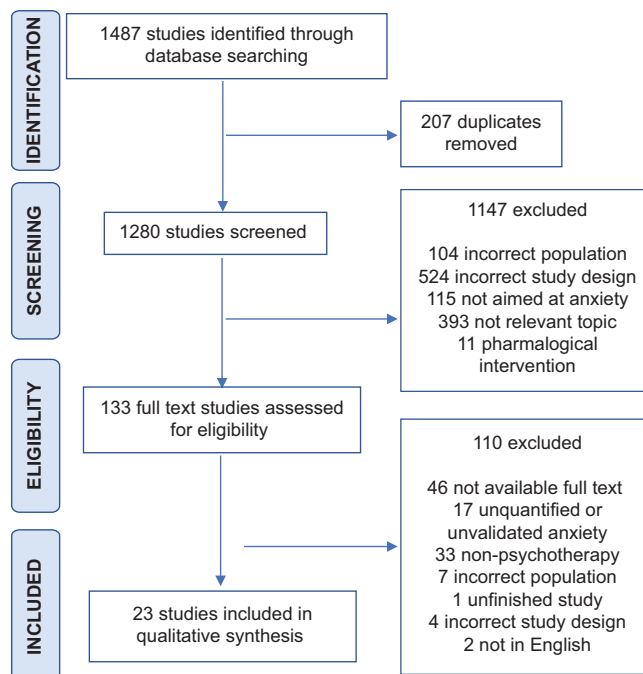 IDENTIFICATION
1487 studies identified through
database searching
207 duplicates
removed
SCREENING
1280 studies screened
1147 excluded
104 incorrect population
524 incorrect study design
115 not aimed at anxiety
393 not relevant topic
11 pharmalogical
intervention
ELIGIBILITY
133 full text studies assessed
for eligibility
110 excluded
46 not available full text
17 unquantified or
unvalidated anxiety
33 non-psychotherapy
7 incorrect population
1 unfinished study
4 incorrect study design
2 not in English
INCLUDED
23 studies included in
qualitative synthesis